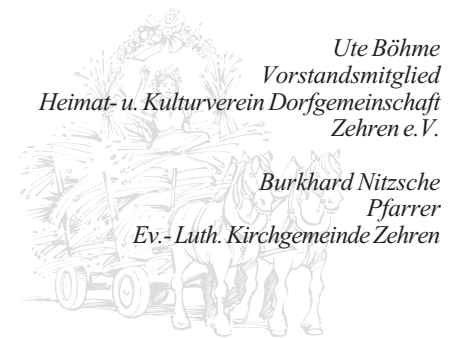 Ute Böhme
Vorstandsmitglied
Heimat- u. Kulturverein Dorfgemeinschaft
Zehren e.V.
Burkhard Nitzsche
Pfarrer
Ev.- Luth. Kirchgemeinde Zehren